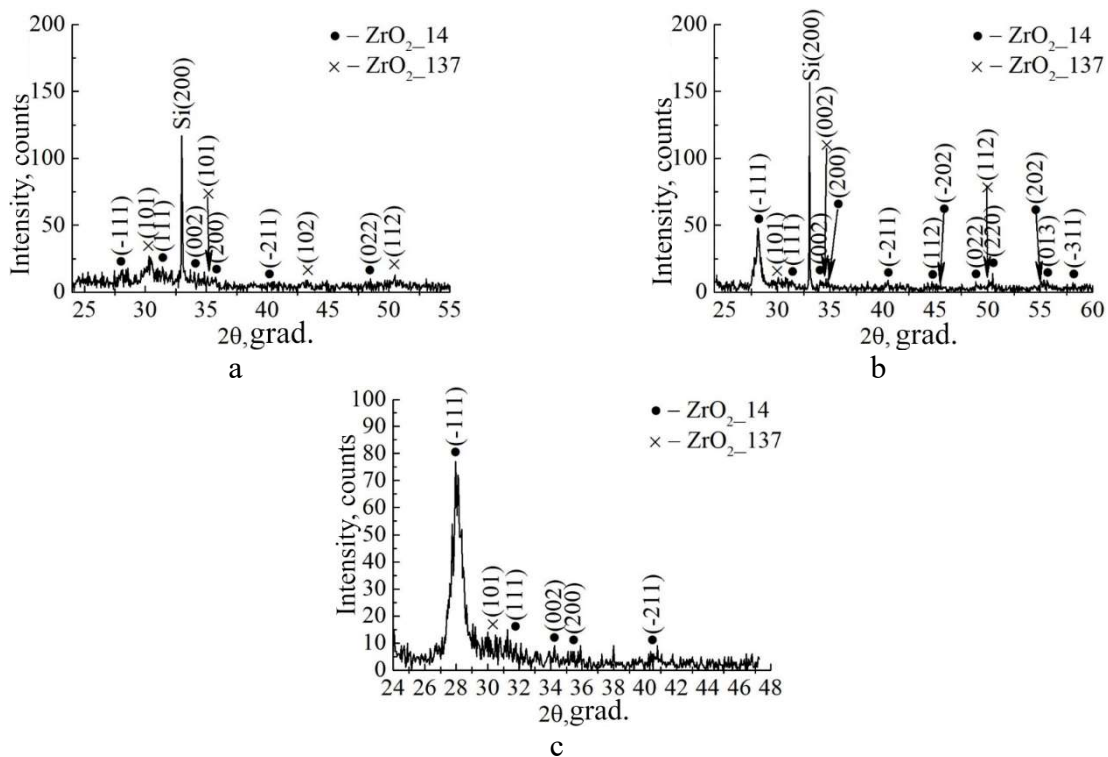 200
150
100
50
0
Intensity, counts
● – ZrO₂_14
× – ZrO₂_137
Si(200)
(-111)
(101)
(111)
(002)
(101)
(200)
(-211)
(102)
(022)
(112)
25 30 35 40 45 50 55
2θ, grad.
a
200
150
100
50
0
Intensity, counts
● – ZrO₂_14
× – ZrO₂_137
(-111)
(101)
(111)
Si(200)
(002)
(002)
(200)
(-211)
(112)
(-202)
(022)
(112)
(220)
(202)
(013)
(-311)
30 35 40 45 50 55 60
25
2θ, grad.
b
100
90
80
70
60
50
40
30
20
10
0
Intensity, counts
● – ZrO₂_14
× – ZrO₂_137
(-111)
(101)
(111)
(002)
(200)
(-211)
24 26 28 30 32 34 36 38 40 42 44 46 48
2θ, grad.
c